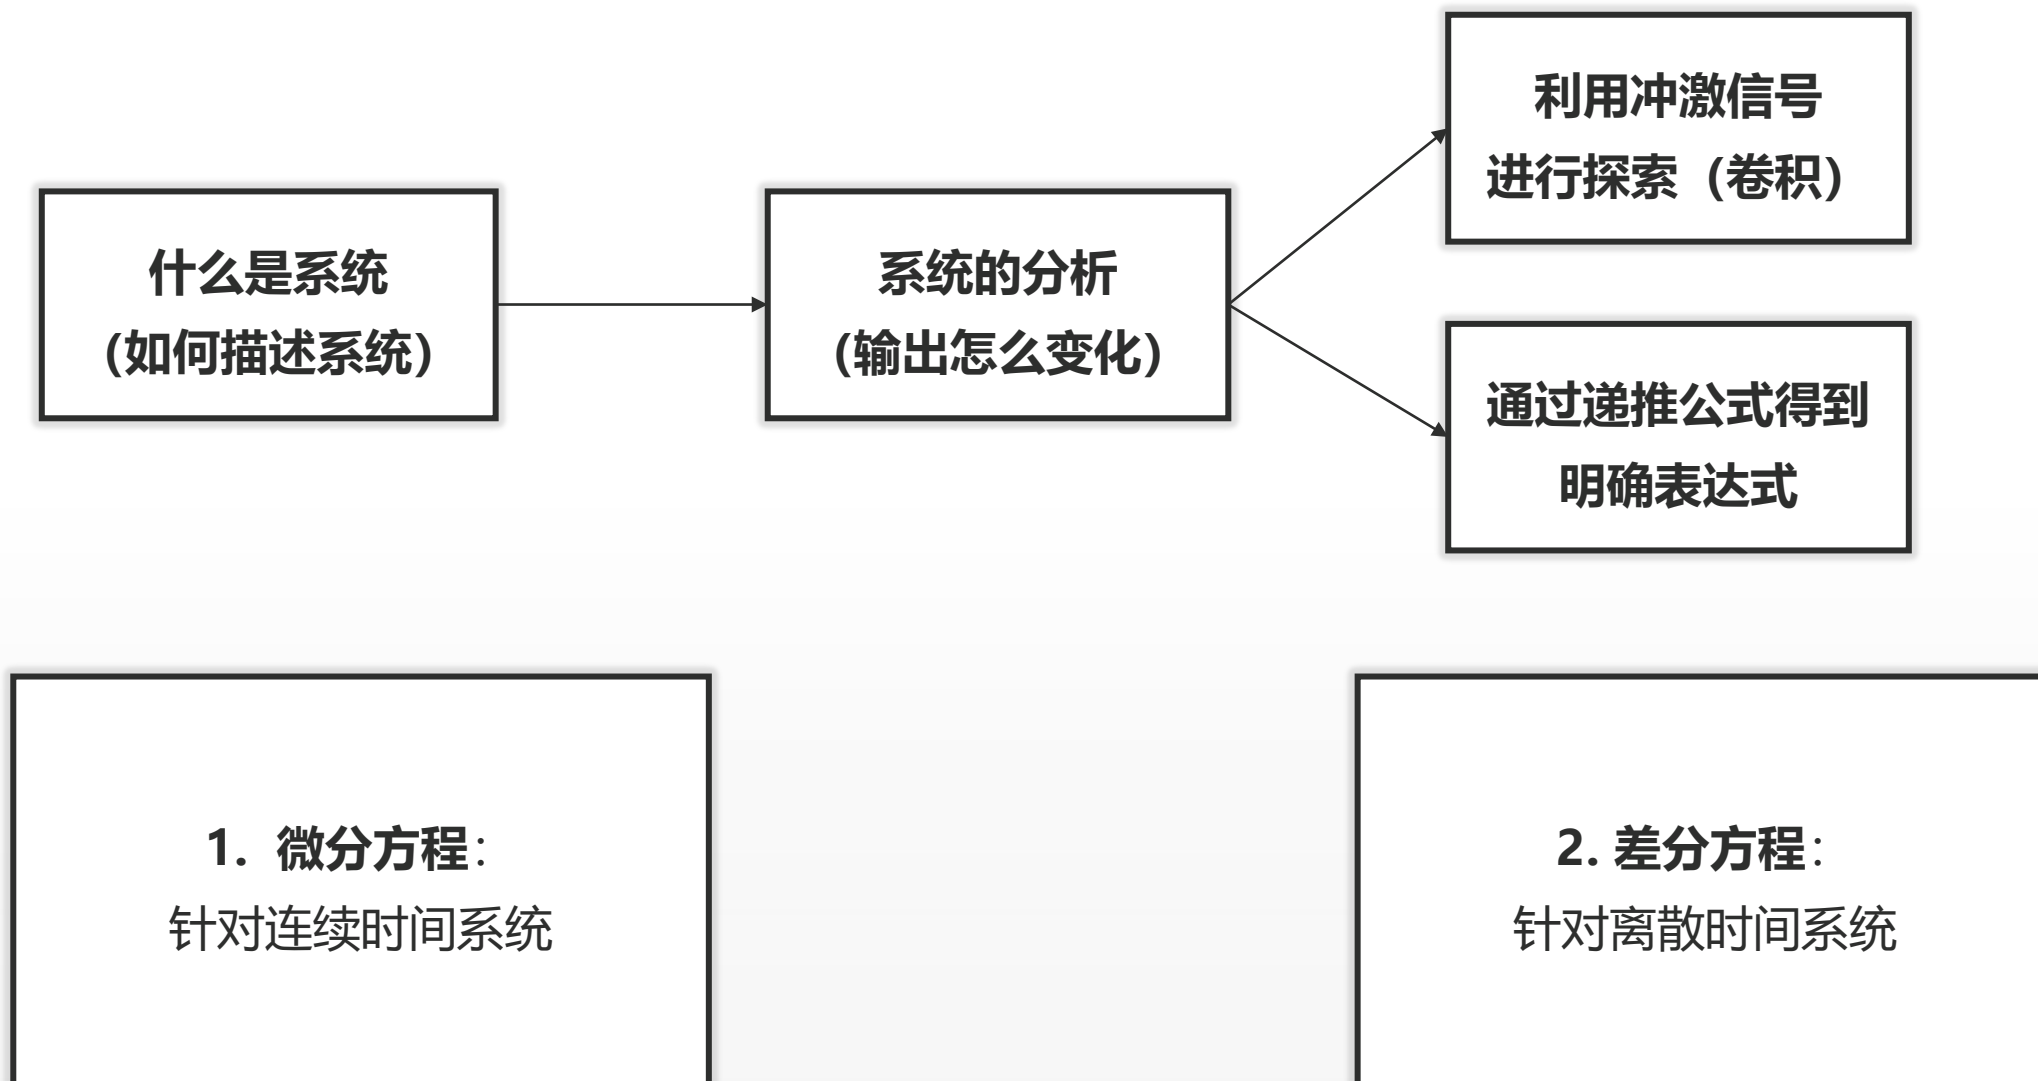 什么是系统
（如何描述系统）
系统的分析
（输出怎么变化）
利用冲激信号
进行探索（卷积）
通过递推公式得到
明确表达式
1. 微分方程：
针对连续时间系统
2. 差分方程：
针对离散时间系统